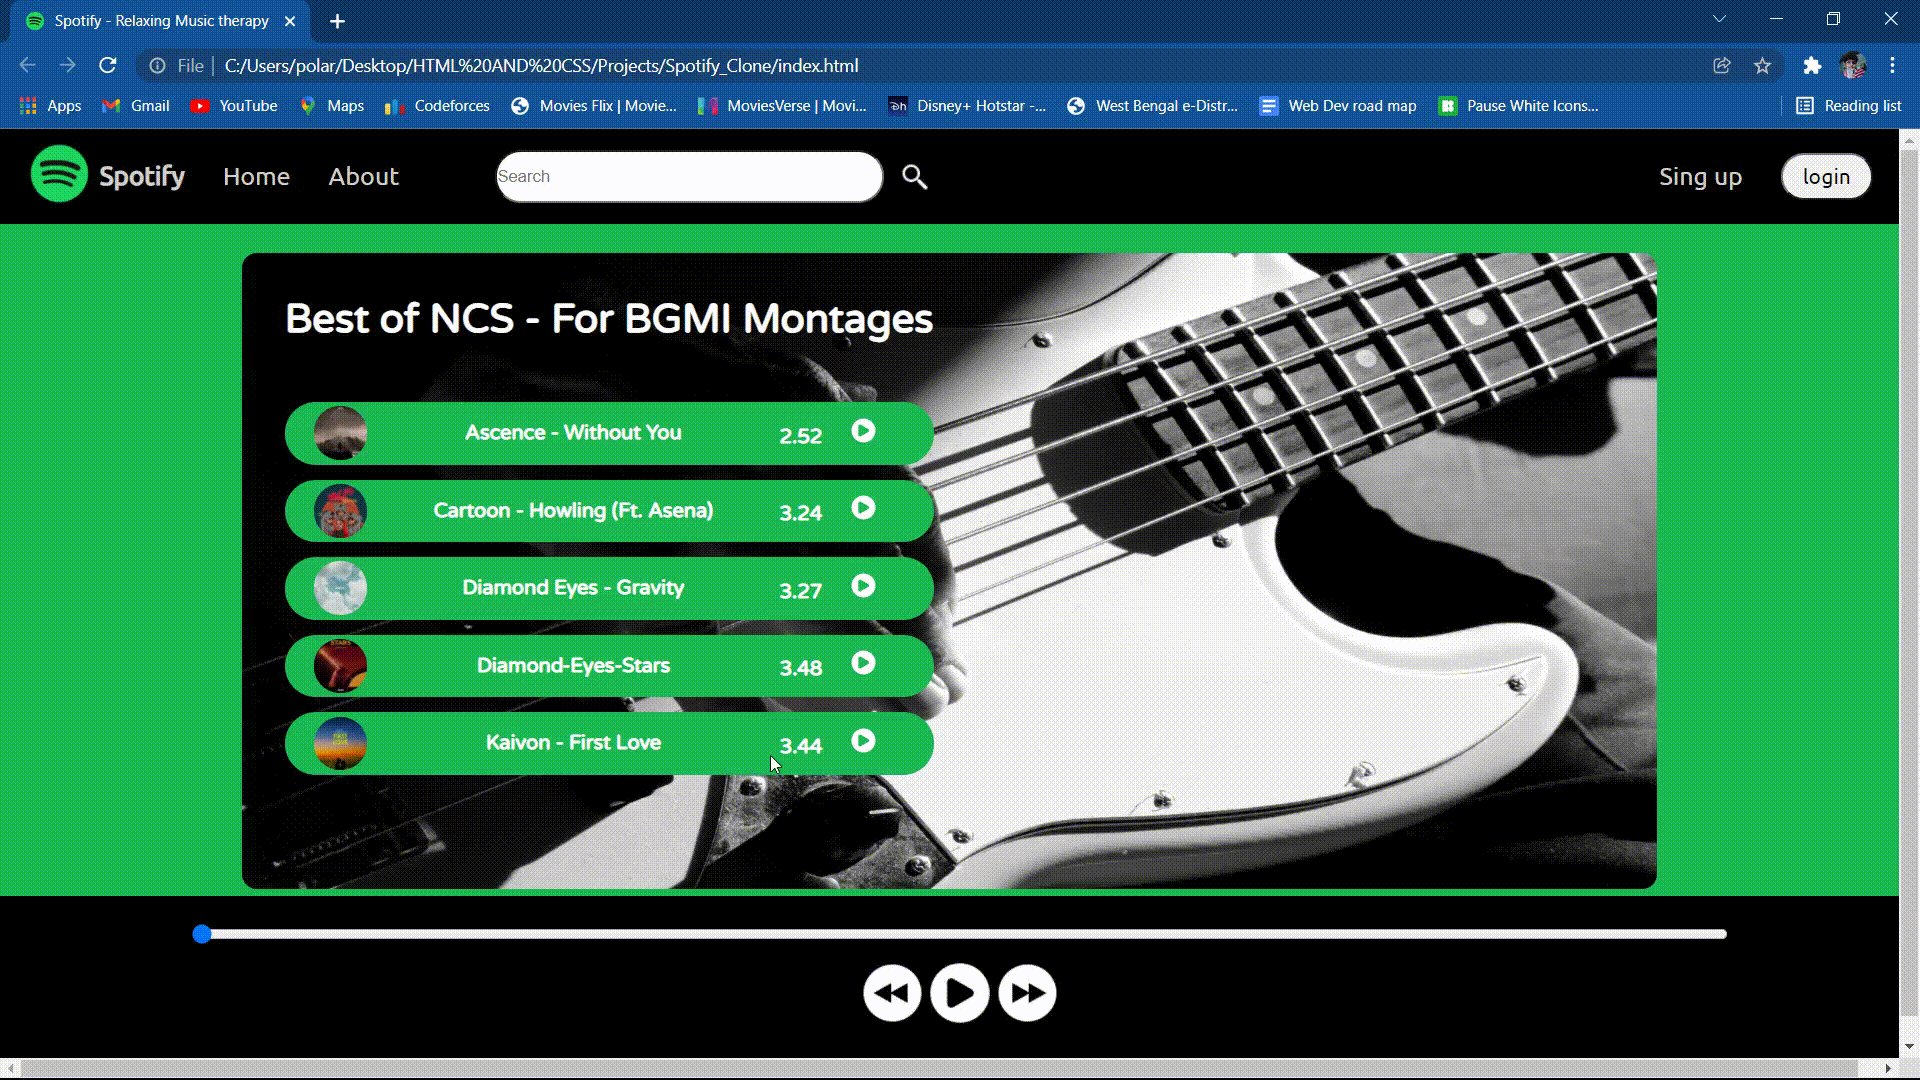 Spotify - Relaxing Music therapy
File | C:/Users/polar/Desktop/HTML%20AND%20CSS/Projects/Spotify_Clone/index.html
Apps Gmail YouTube Maps Codeforces Movies Flix | Movie... MoviesVerse | Movi... Disney+ Hotstar -... West Bengal e-Distr... Web Dev road map Pause White Icons... Reading list
Spotify Home About Search Sing up login
Best of NCS - For BGMI Montages
Ascence - Without You 2.52
Cartoon - Howling (Ft. Asena) 3.24
Diamond Eyes - Gravity 3.27
Diamond-Eyes-Stars 3.48
Kaivon - First Love 3.44